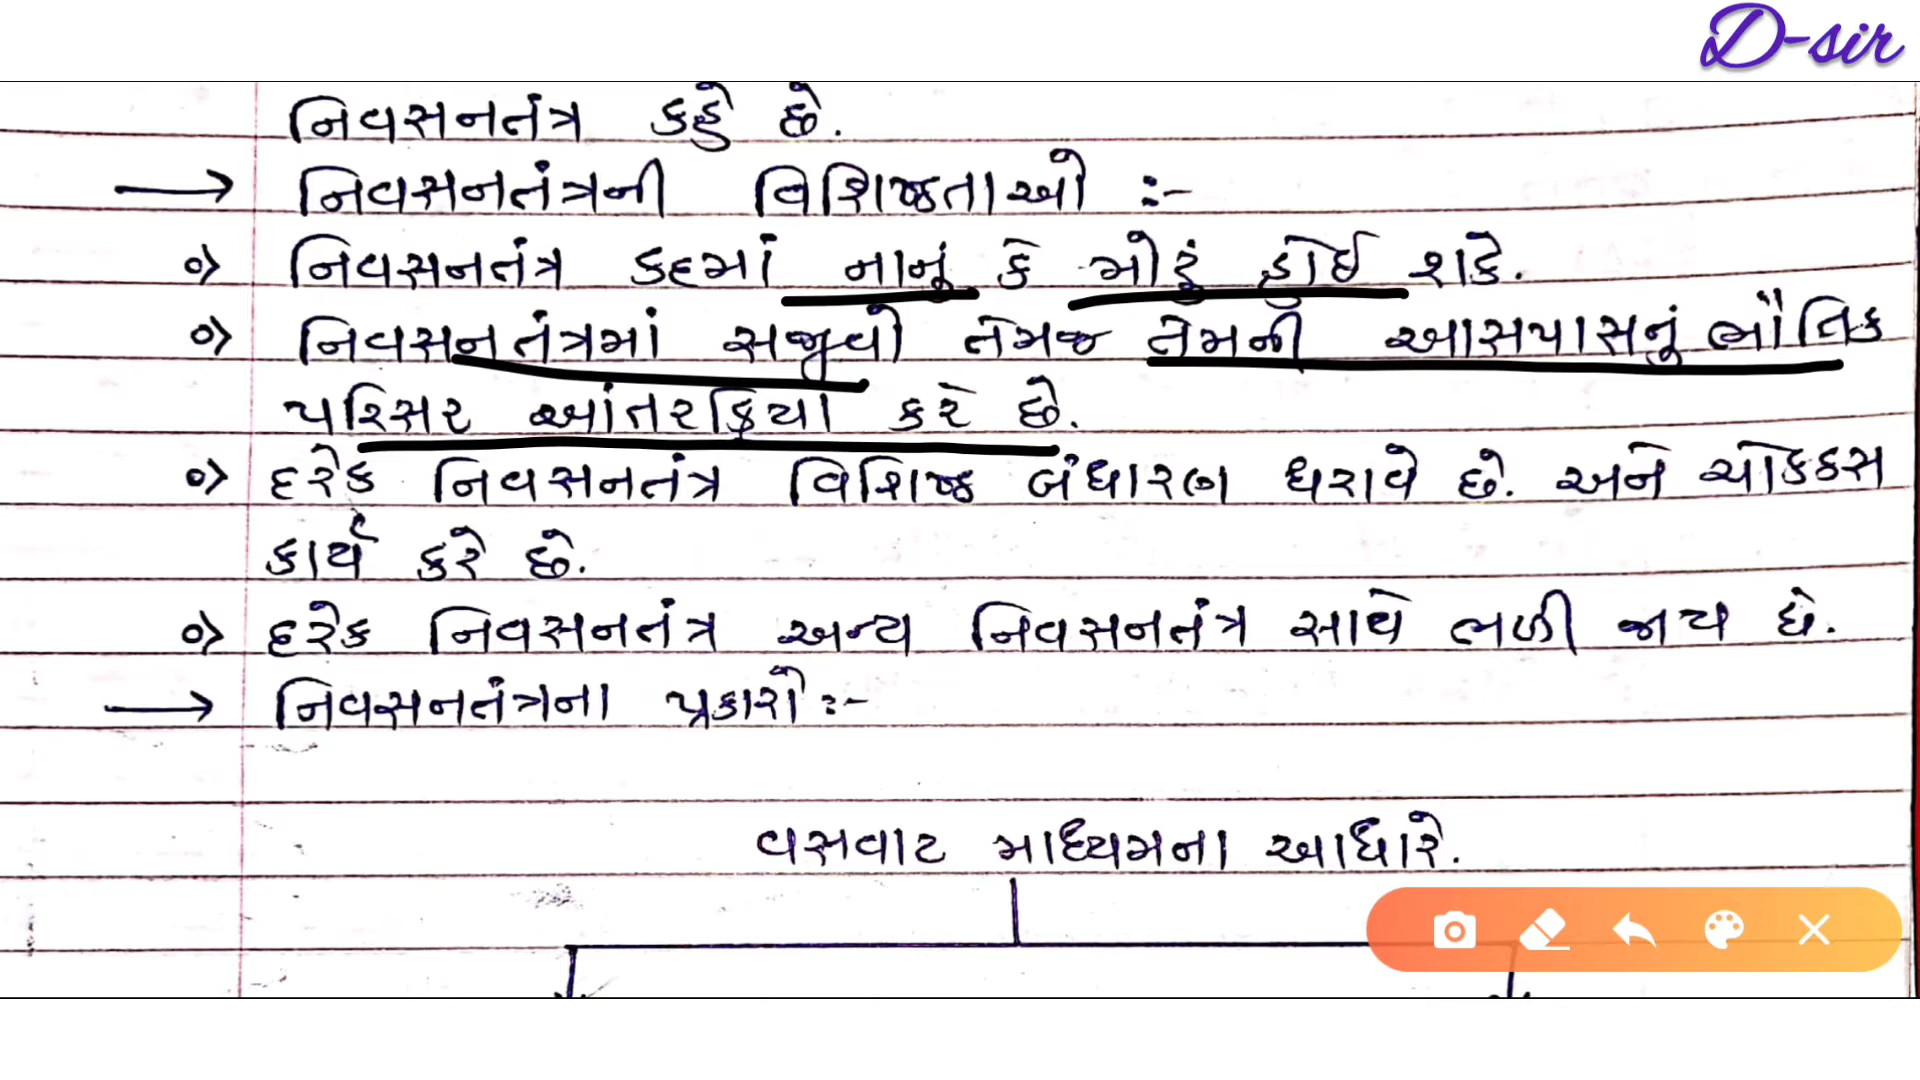 D-sir
નિવસનતંત્ર કહે છે.
→ નિવસનતંત્રની વિશિષ્ટતાઓ :-
૦) નિવસનતંત્ર કદમાં નાનું કે મોટું હોઈ શકે.
૦) નિવસનતંત્રમાં સજીવો તેમજ તેમની આસપાસનું ભૌતિક
પરિસર આંતરક્રિયા કરે છે.
૦) દરેક નિવસનતંત્ર વિશિષ્ટ બંધારણ ધરાવે છે. અને ચોક્કસ
કાર્ય કરે છે.
૦) દરેક નિવસનતંત્ર અન્ય નિવસનતંત્ર સાથે ભળી જાય છે.
→ નિવસનતંત્રના પ્રકારો :-
વસવાટ માધ્યમના આધારે.